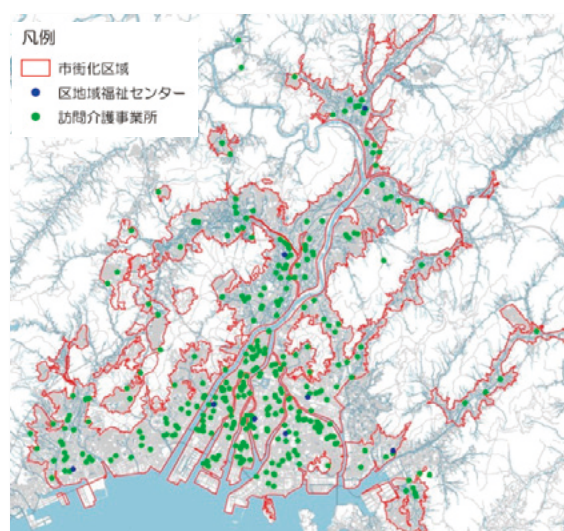 凡例
市街化区域
区地域福祉センター
訪問介護事業所